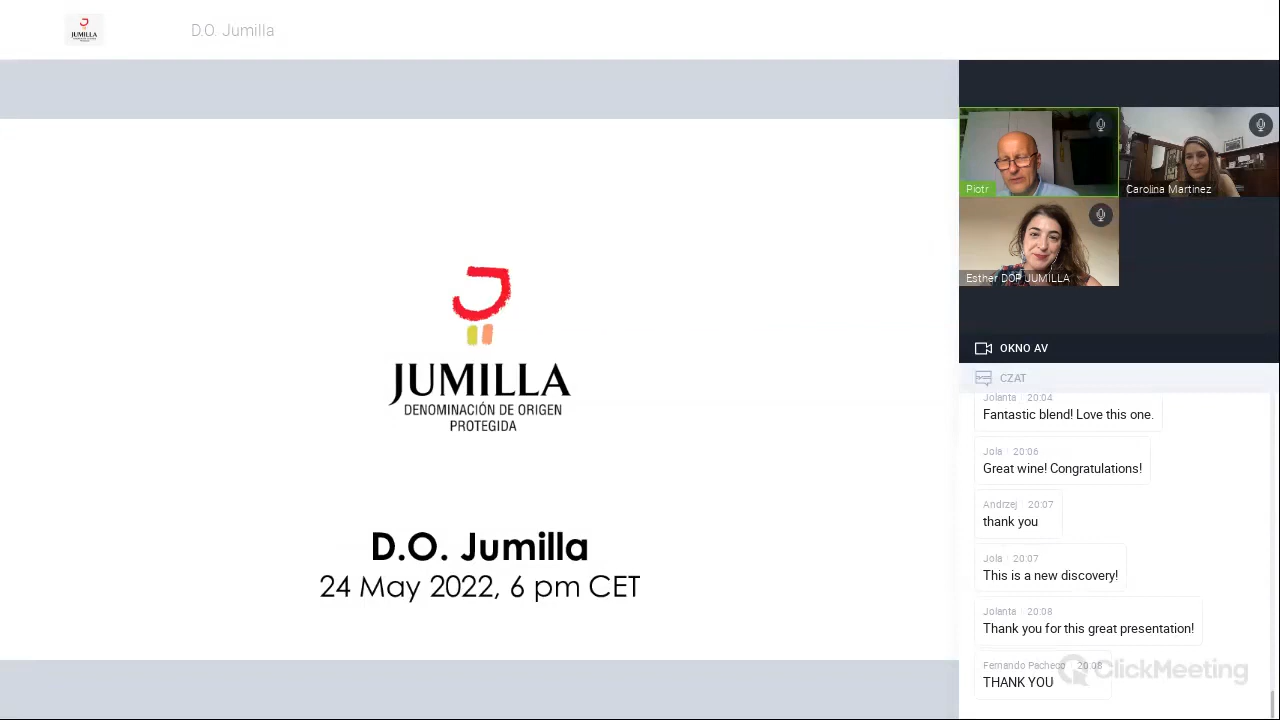 JUMILLA
D.O. Jumilla
JUMILLA
DENOMINACIÓN DE ORIGEN
PROTEGIDA
D.O. Jumilla
24 May 2022, 6 pm CET
Piotr
Carolina Martinez
Esther DOP JUMILLA
OKNO AV
CZAT
Jolanta 20:04
Fantastic blend! Love this one.
Jola 20:06
Great wine! Congratulations!
Andrzej 20:07
thank you
Jola 20:07
This is a new discovery!
Jolanta 20:08
Thank you for this great presentation!
Fernando Pacheco 20:08
THANK YOU
ClickMeeting